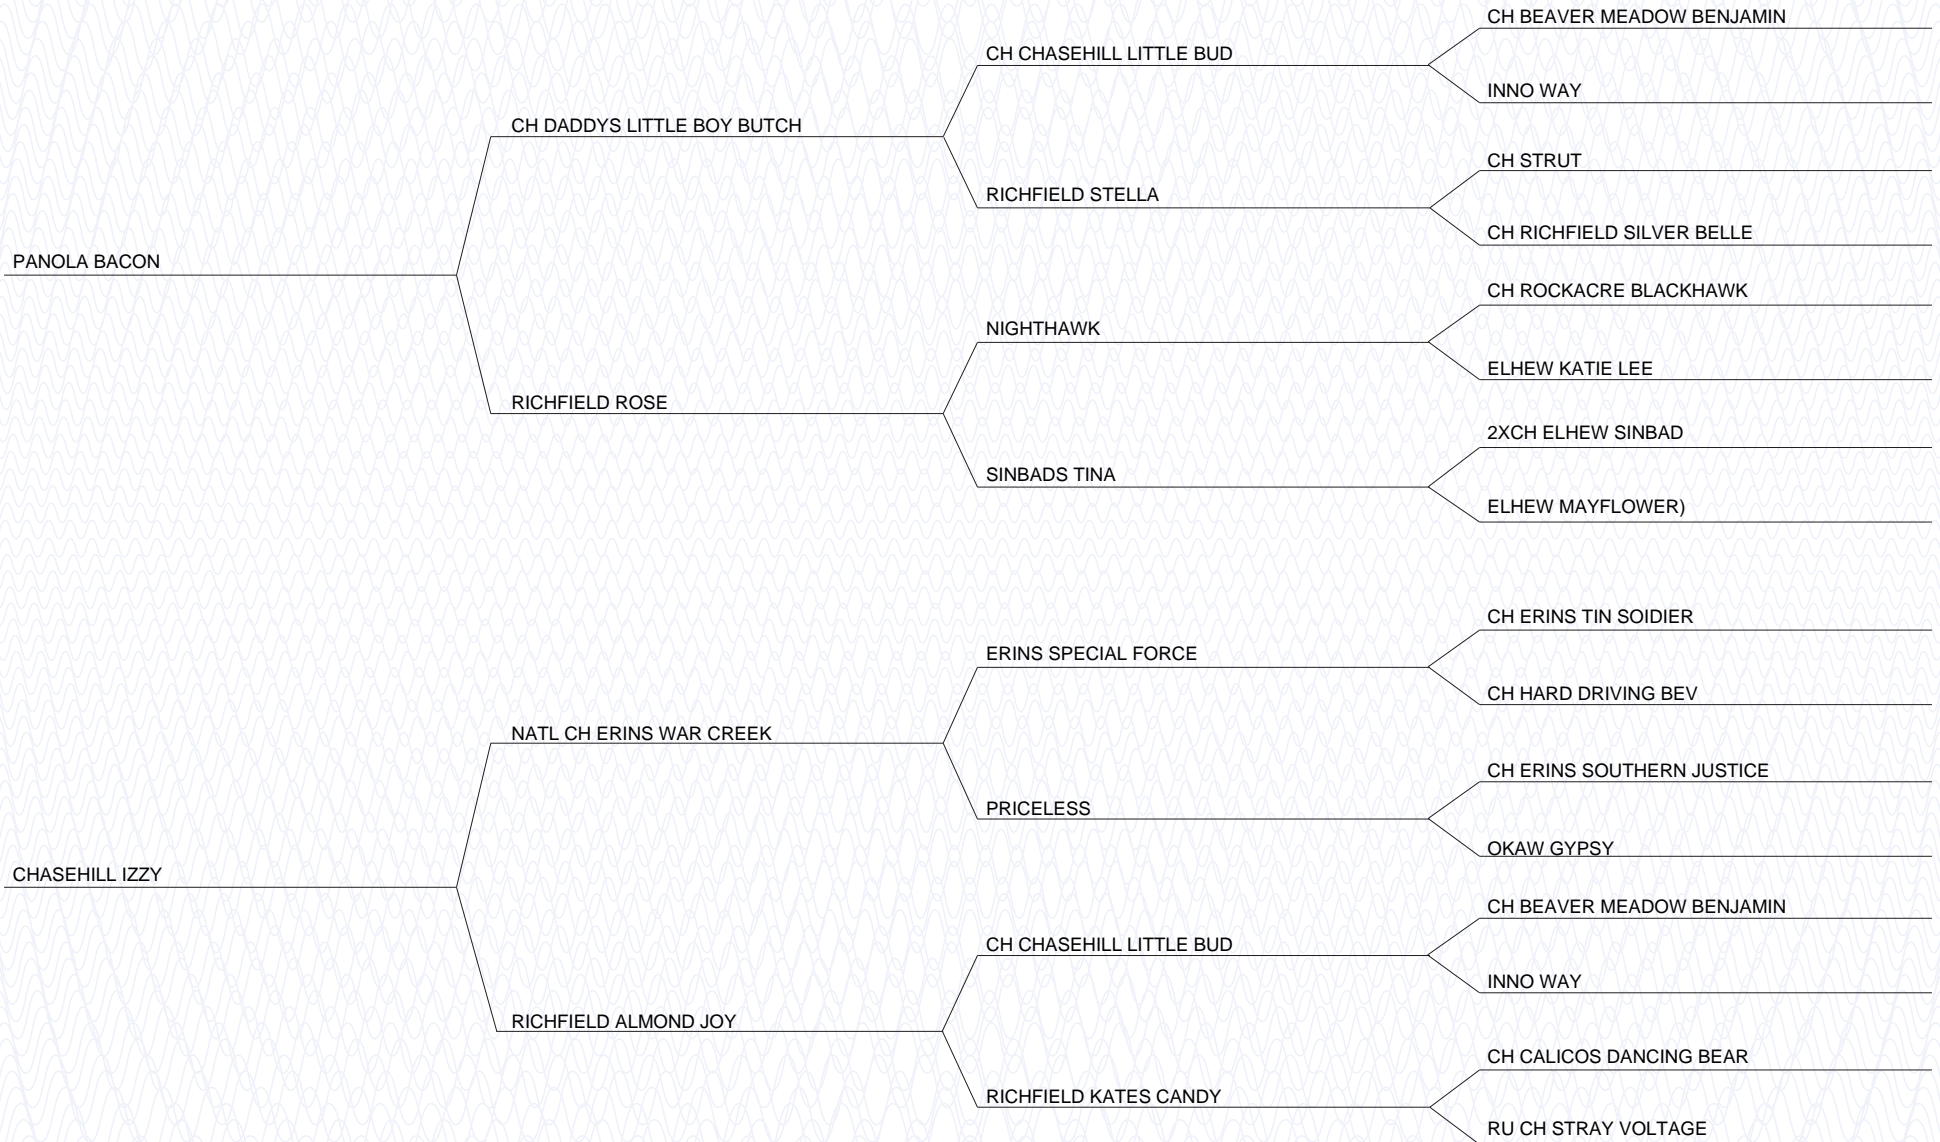 CH BEAVER MEADOW BENJAMIN
CH CHASEHILL LITTLE BUD
INNO WAY
CH DADDYS LITTLE BOY BUTCH
CH STRUT
RICHFIELD STELLA
CH RICHFIELD SILVER BELLE
PANOLA BACON
CH ROCKACRE BLACKHAWK
NIGHTHAWK
ELHEW KATIE LEE
RICHFIELD ROSE
2XCH ELHEW SINBAD
SINBADS TINA
ELHEW MAYFLOWER)
CH ERINS TIN SOIDIER
ERINS SPECIAL FORCE
CH HARD DRIVING BEV
NATL CH ERINS WAR CREEK
CH ERINS SOUTHERN JUSTICE
PRICELESS
OKAW GYPSY
CHASEHILL IZZY
CH BEAVER MEADOW BENJAMIN
CH CHASEHILL LITTLE BUD
INNO WAY
RICHFIELD ALMOND JOY
CH CALICOS DANCING BEAR
RICHFIELD KATES CANDY
RU CH STRAY VOLTAGE